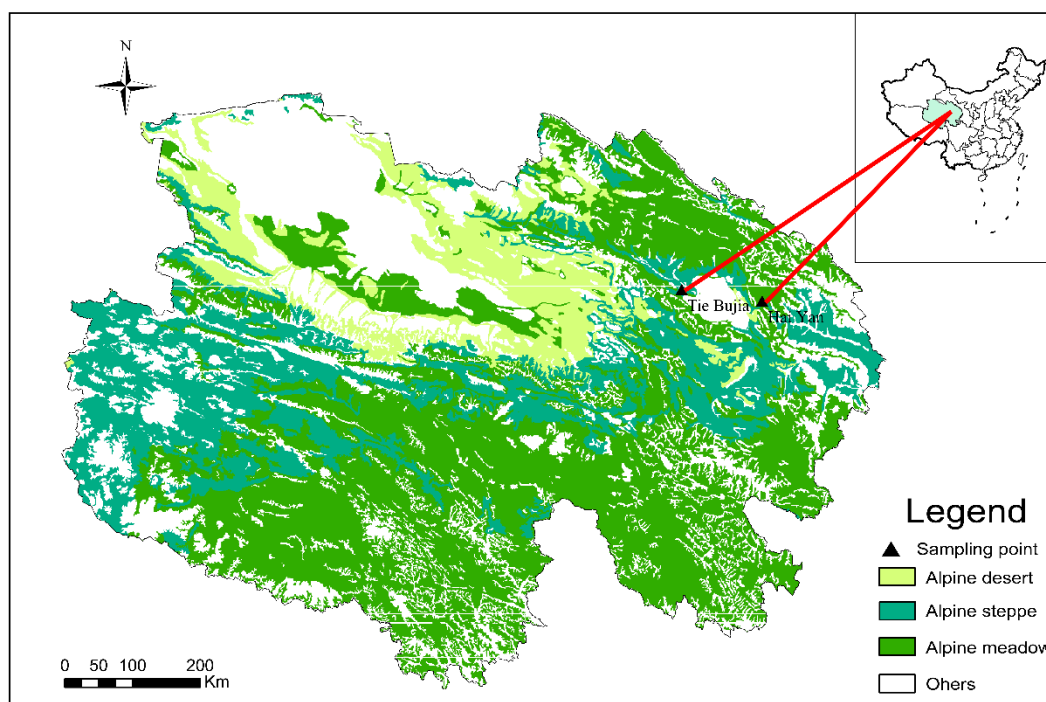 N
Tie Bujia
Hai Yan
Legend
Sampling point
Alpine desert
Alpine steppe
Alpine meadow
Ohers
0 50 100 200
Km